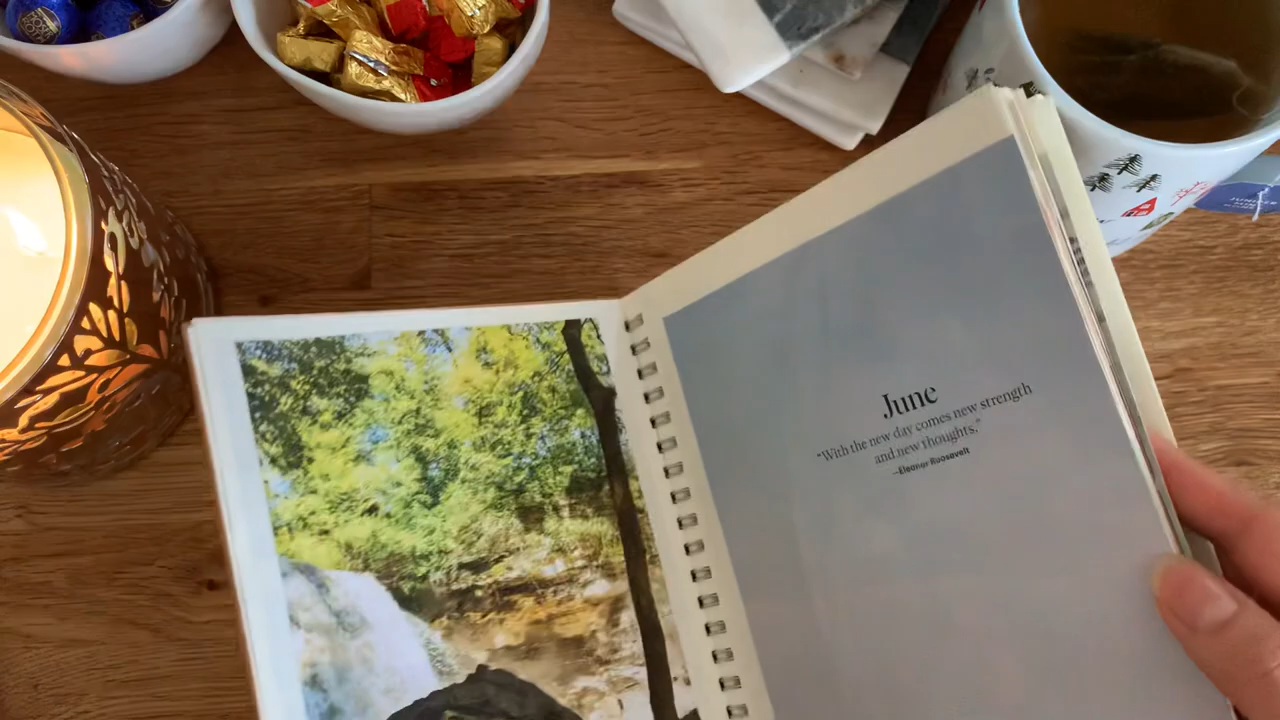 June
“With the new day comes new strength
and new thoughts.”
–Eleanor Roosevelt